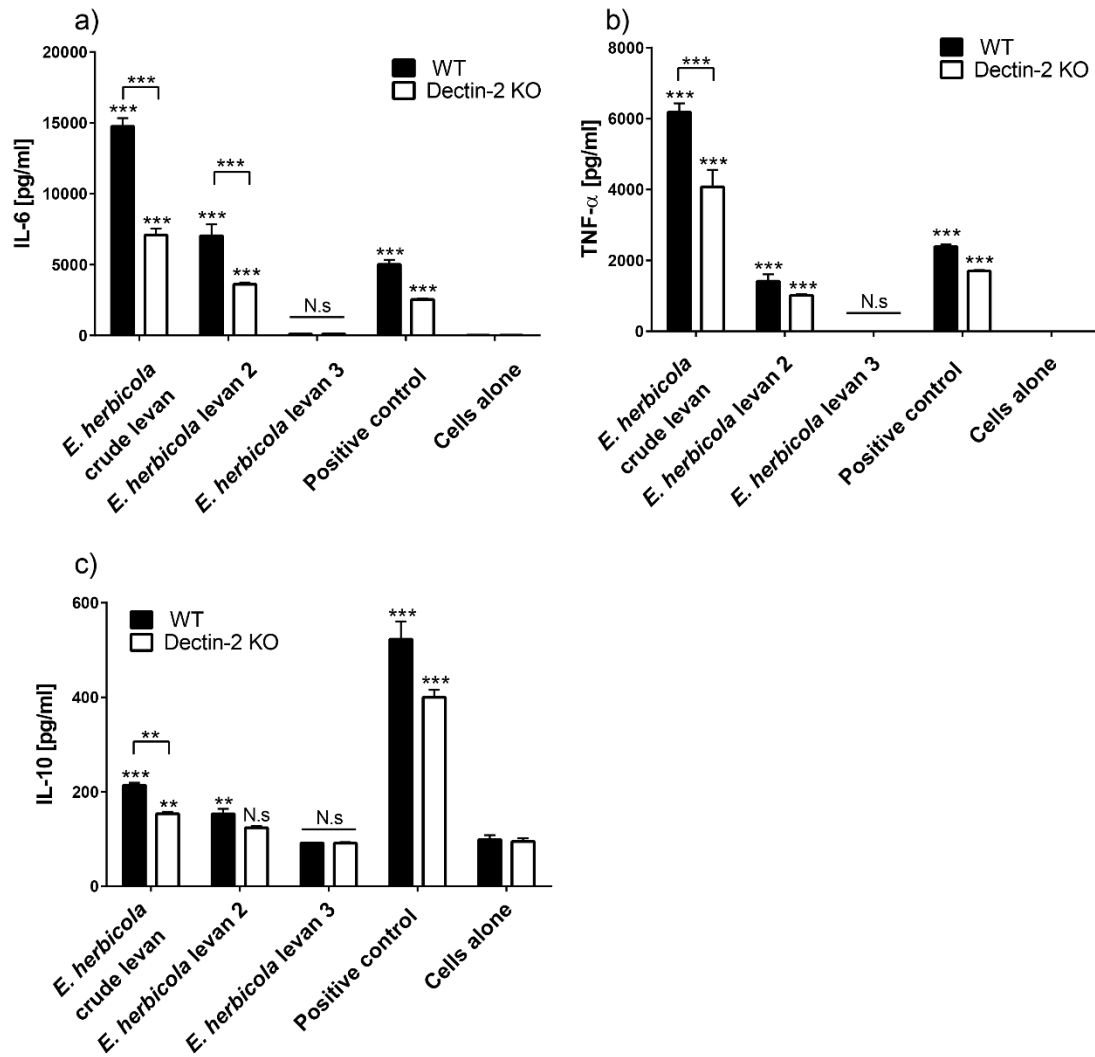 a)
20000
15000
10000
5000
0
IL-6 [pg/ml]
WT
Dectin-2 KO
***
***
***
***
***
***
N.s
***
***
E. herbicola
crude levan
E. herbicola levan 2
E. herbicola levan 3
Positive control
Cells alone
b)
8000
6000
4000
2000
0
TNF-α [pg/ml]
WT
Dectin-2 KO
***
***
***
***
***
N.s
***
***
E. herbicola
crude levan
E. herbicola levan 2
E. herbicola levan 3
Positive control
Cells alone
c)
600
400
200
0
IL-10 [pg/ml]
WT
Dectin-2 KO
**
***
**
**
N.s
N.s
***
***
E. herbicola
crude levan
E. herbicola levan 2
E. herbicola levan 3
Positive control
Cells alone